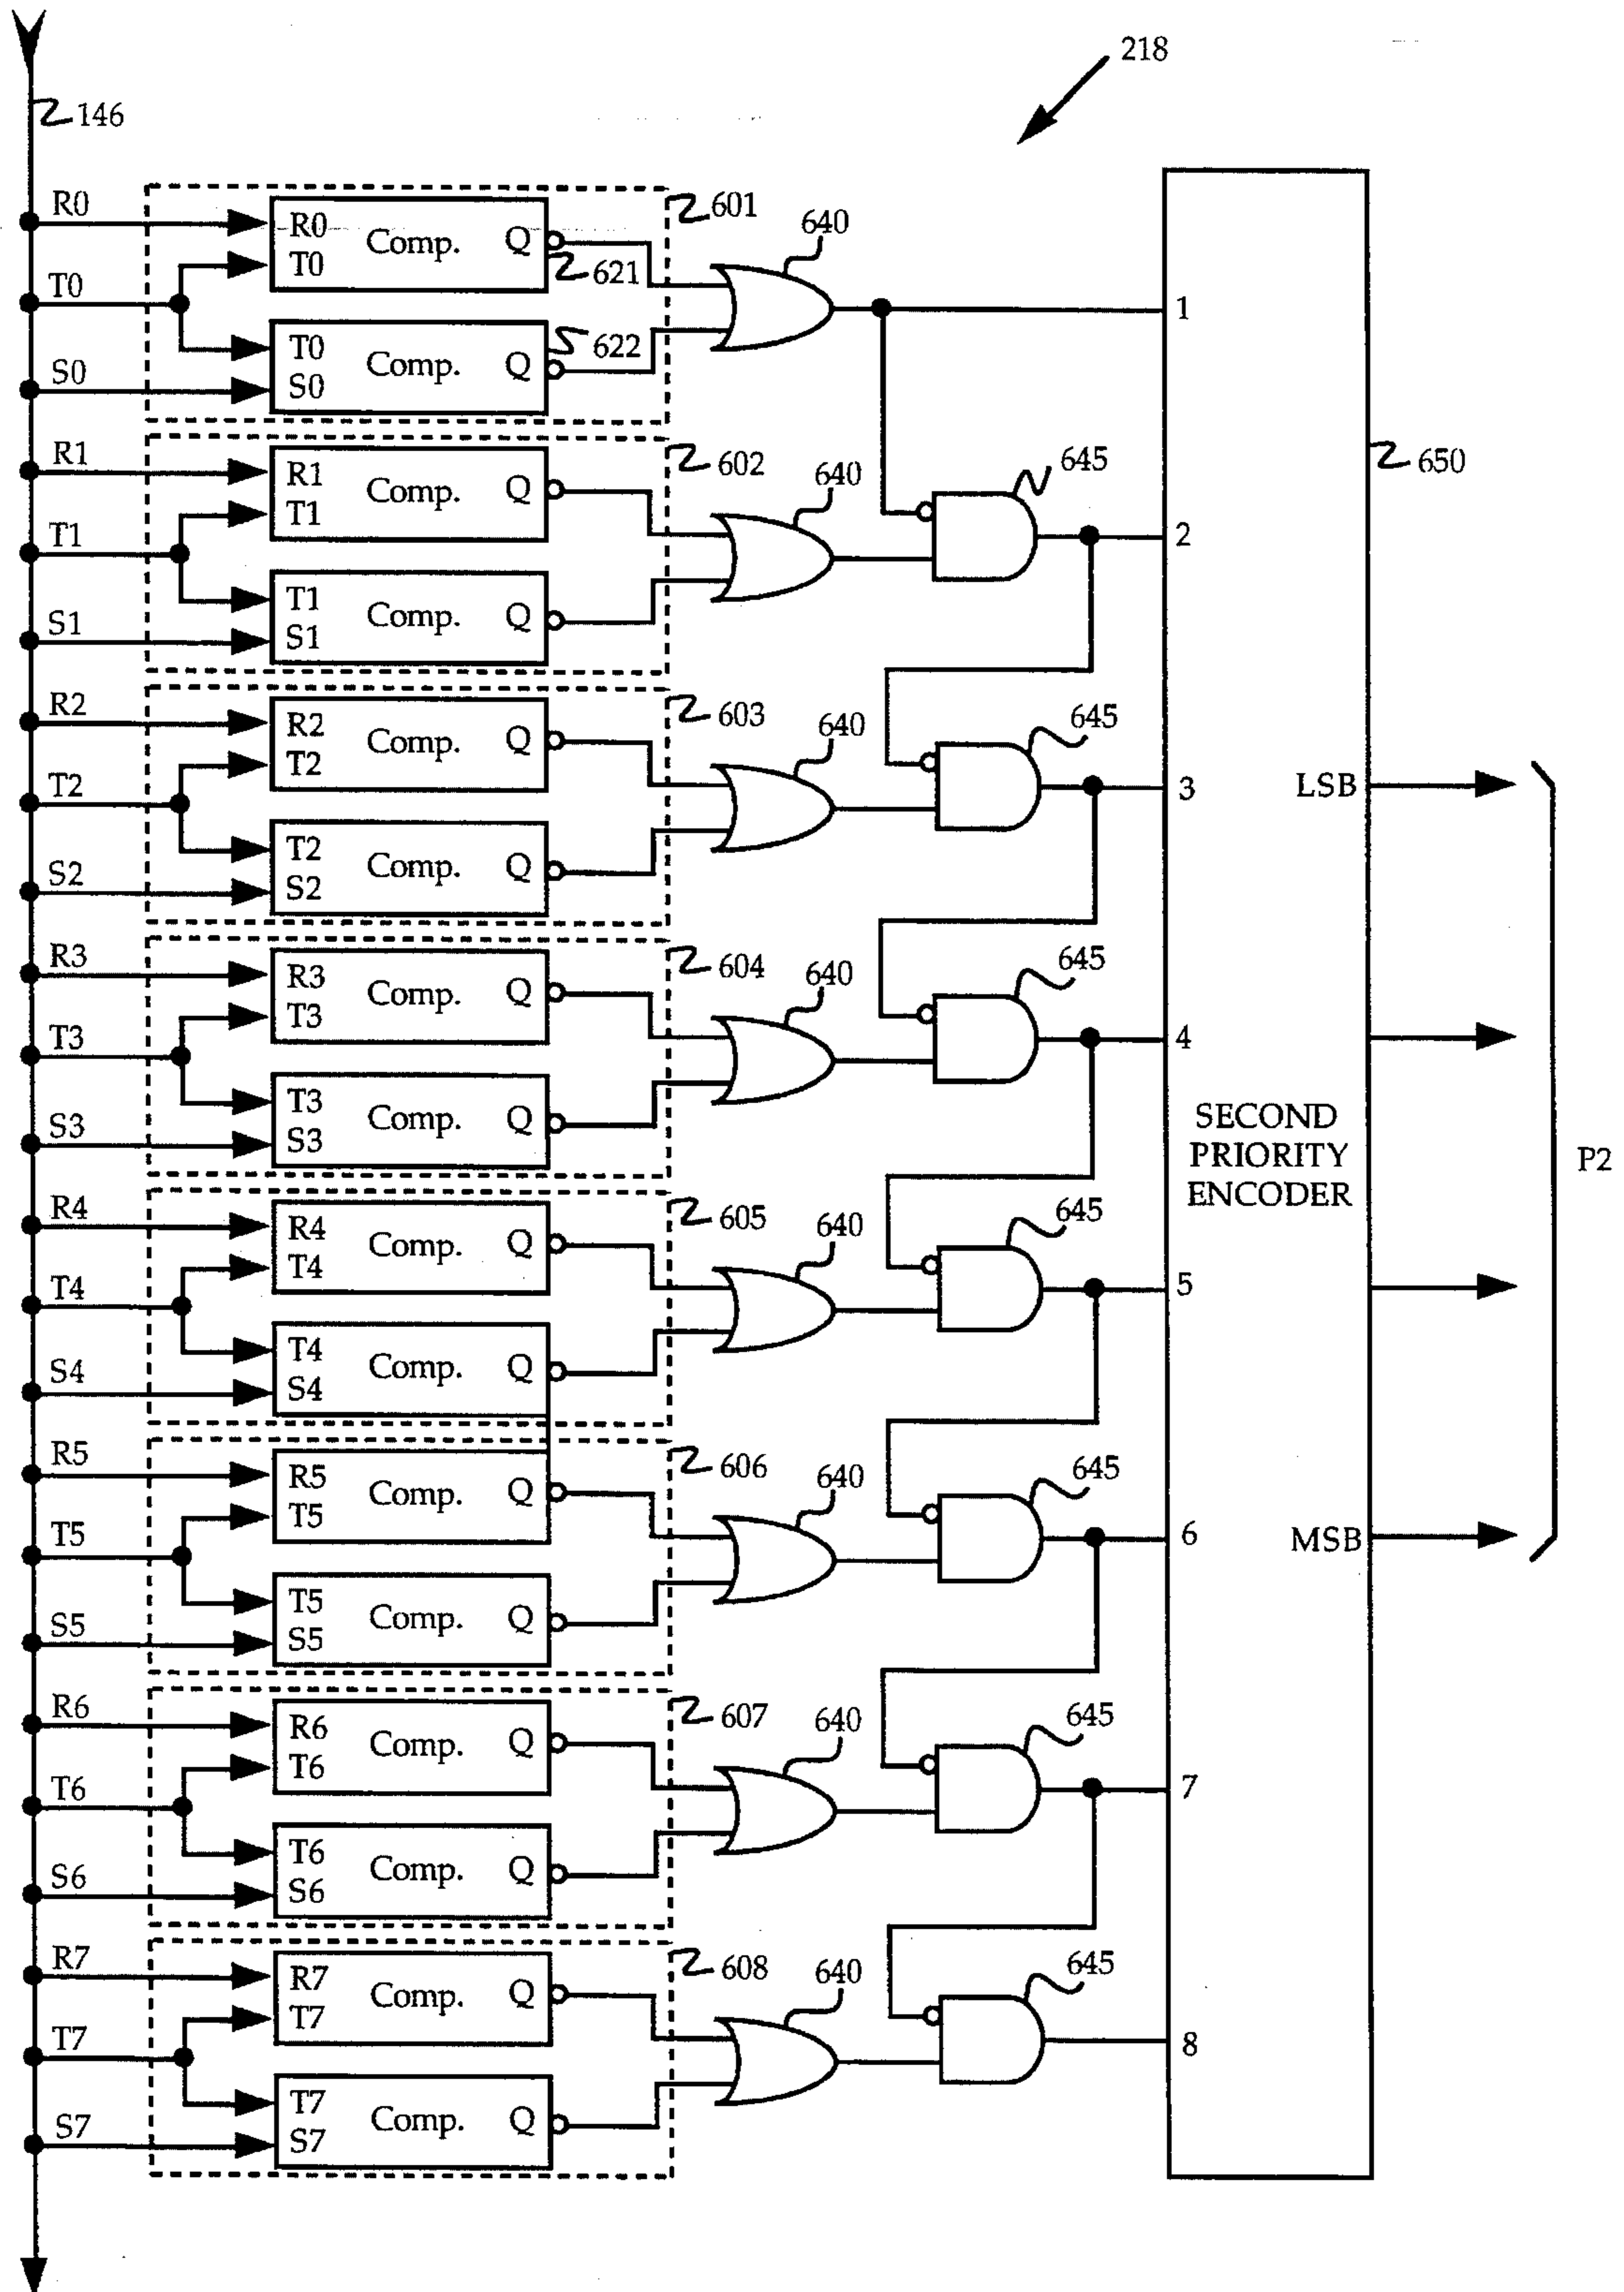 218
146
R0
T0
S0
R0
T0
Comp.
Q
621
T0
S0
Comp.
Q
622
601
640
1
R1
T1
S1
R1
T1
Comp.
Q
T1
S1
Comp.
Q
602
640
645
2
650
R2
T2
S2
R2
T2
Comp.
Q
T2
S2
Comp.
Q
603
640
645
3
LSB
R3
T3
S3
R3
T3
Comp.
Q
T3
S3
Comp.
Q
604
640
645
4
SECOND
PRIORITY
ENCODER
P2
R4
T4
S4
R4
T4
Comp.
Q
T4
S4
Comp.
Q
605
640
645
5
R5
T5
S5
R5
T5
Comp.
Q
T5
S5
Comp.
Q
606
640
645
6
MSB
R6
T6
S6
R6
T6
Comp.
Q
T6
S6
Comp.
Q
607
640
645
7
R7
T7
S7
R7
T7
Comp.
Q
T7
S7
Comp.
Q
608
640
645
8